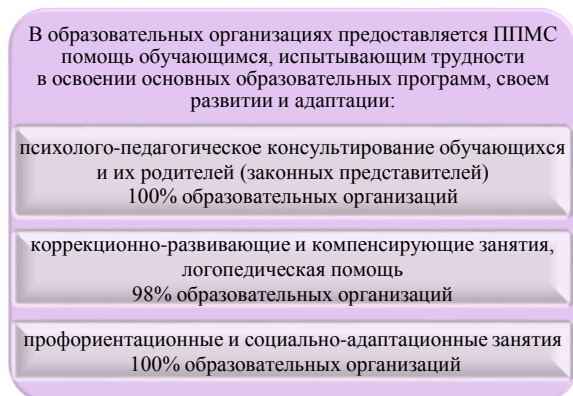 В образовательных организациях предоставляется ППМС
помощь обучающимся, испытывающим трудности
в освоении основных образовательных программ, своем
развитии и адаптации:
психолого-педагогическое консультирование обучающихся
и их родителей (законных представителей)
100% образовательных организаций
коррекционно-развивающие и компенсирующие занятия,
логопедическая помощь
98% образовательных организаций
профориентационные и социально-адаптационные занятия
100% образовательных организаций